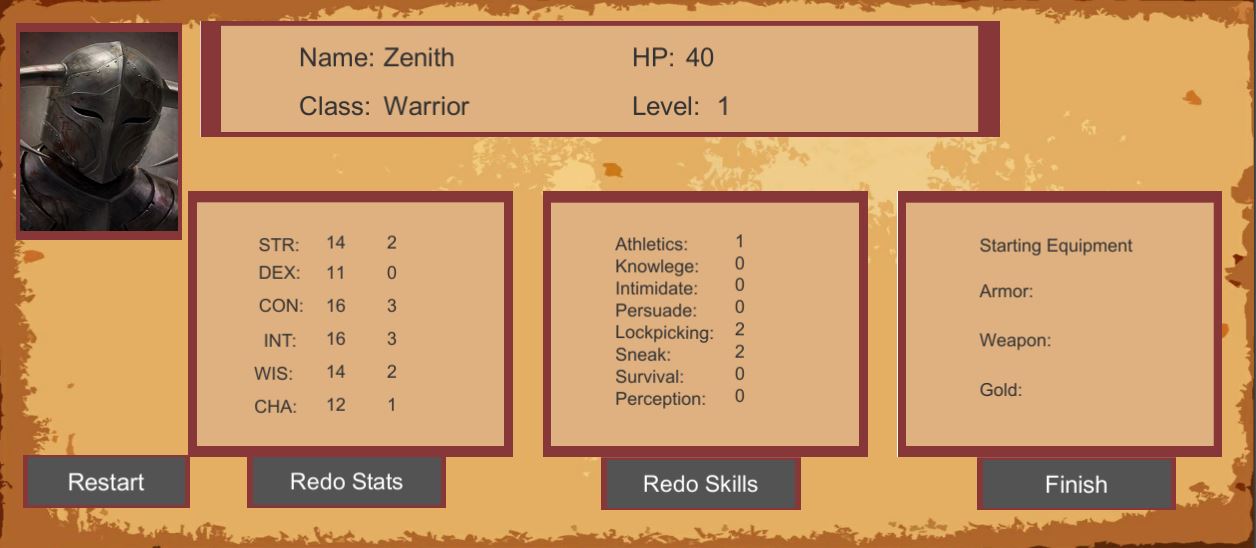 Name: Zenith HP: 40
Class: Warrior Level: 1
STR: 14 2
DEX: 11 0
CON: 16 3
INT: 16 3
WIS: 14 2
CHA: 12 1
Athletics: 1
Knowlege: 0
Intimidate: 0
Persuade: 0
Lockpicking: 2
Sneak: 2
Survival: 0
Perception: 0
Starting Equipment
Armor:
Weapon:
Gold:
Restart
Redo Stats
Redo Skills
Finish